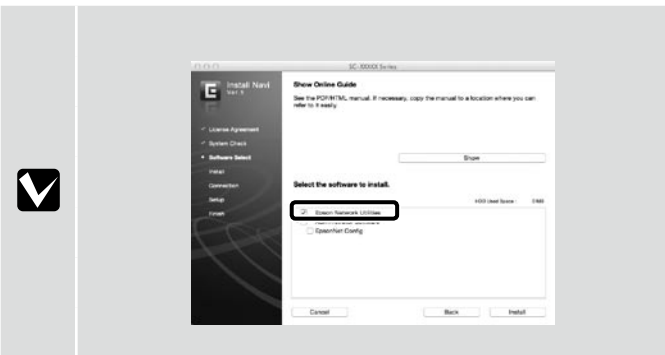 SC-XXXXX Series
Install Navi
Ver.1
License Agreement
System Check
Software Select
Install
Connection
Setup
Finish
Show Online Guide
See the PDF/HTML manual. If necessary, copy the manual to a location where you can
refer to it easily.
Show
Select the software to install.
HDD Used Space :
Epson Network Utilities
EpsonNet Config
Cancel
Back
Install